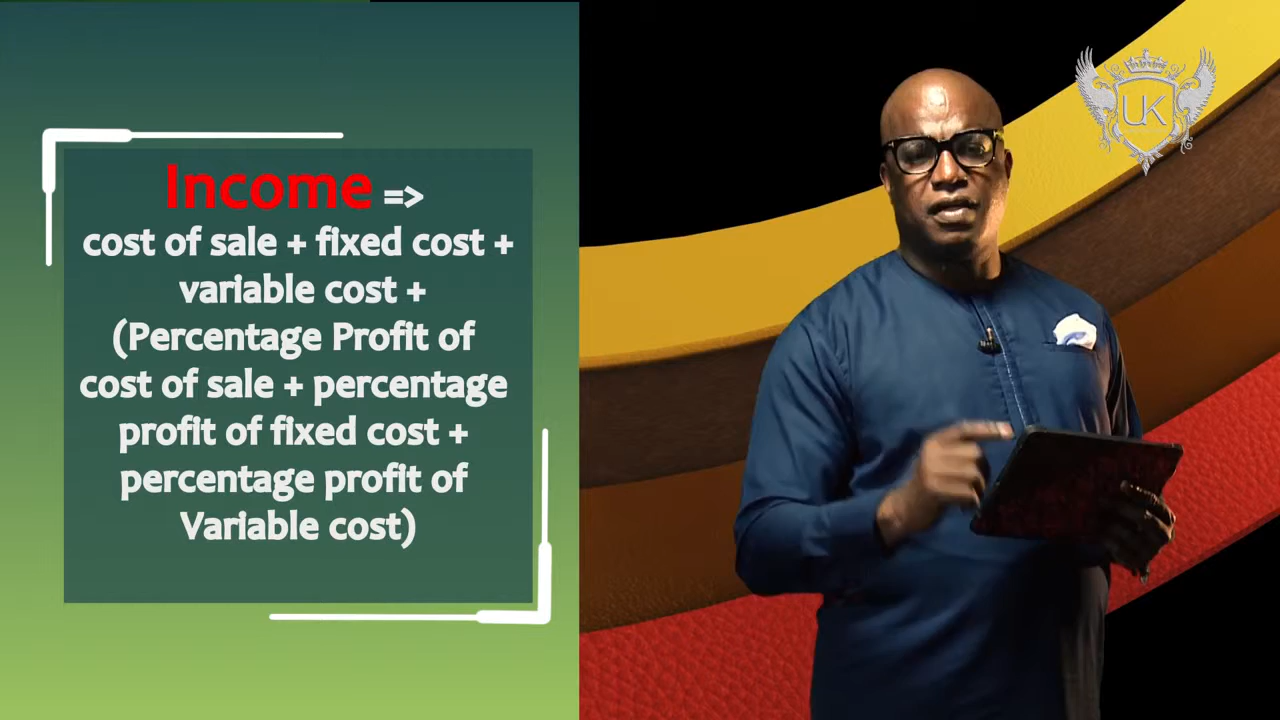 Income =>
cost of sale + fixed cost +
variable cost +
(Percentage Profit of
cost of sale + percentage
profit of fixed cost +
percentage profit of
Variable cost)
UK